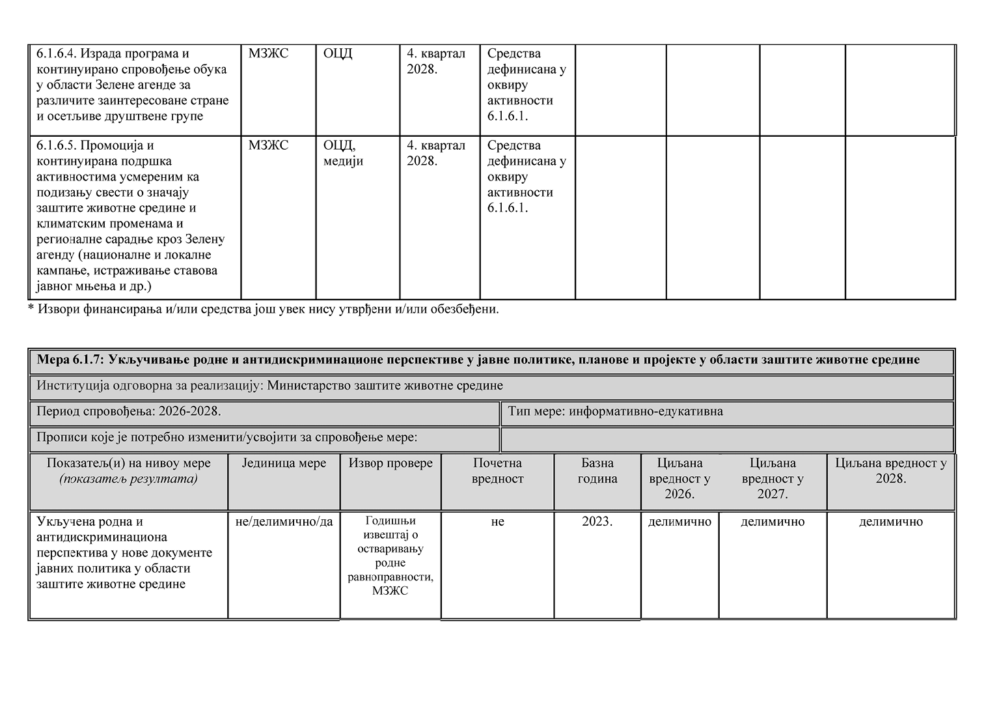 6.1.6.4. Израда програма и
континуирано спровођење обука
у области Зелене агенде за
различите заинтересоване стране
и осетљиве друштвене групе
МЗЖС
ОЦД
4. квартал
2028.
Средства
дефинисана у
оквиру
активности
6.1.6.1.
6.1.6.5. Промоција и
континуирана подршка
активностима усмереним ка
подизању свести о значају
заштите животне средине и
климатским променама и
регионалне сарадње кроз Зелену
агенду (националне и локалне
кампање, истраживање ставова
јавног мњења и др.)
МЗЖС
ОЦД,
медији
4. квартал
2028.
Средства
дефинисана у
оквиру
активности
6.1.6.1.
* Извори финансирања и/или средства још увек нису утврђени и/или обезбеђени.
Мера 6.1.7: Укључивање родне и антидискриминационе перспективе у јавне политике, планове и пројекте у области заштите животне средине
Институција одговорна за реализацију: Министарство заштите животне средине
Период спровођења: 2026-2028.
Тип мере: информативно-едукативна
Прописи које је потребно изменити/усвојити за спровођење мере:
Показатељ(и) на нивоу мере
(показатељ резултата)
Јединица мере
Извор провере
Почетна
вредност
Базна
година
Циљана
вредност у
2026.
Циљана
вредност у
2027.
Циљана вредност у
2028.
Укључена родна и
антидискриминациона
перспектива у нове документе
јавних политика у области
заштите животне средине
не/делимично/да
Годишњи
извештај о
остваривању
родне
равноправности,
МЗЖС
не
2023.
делимично
делимично
делимично